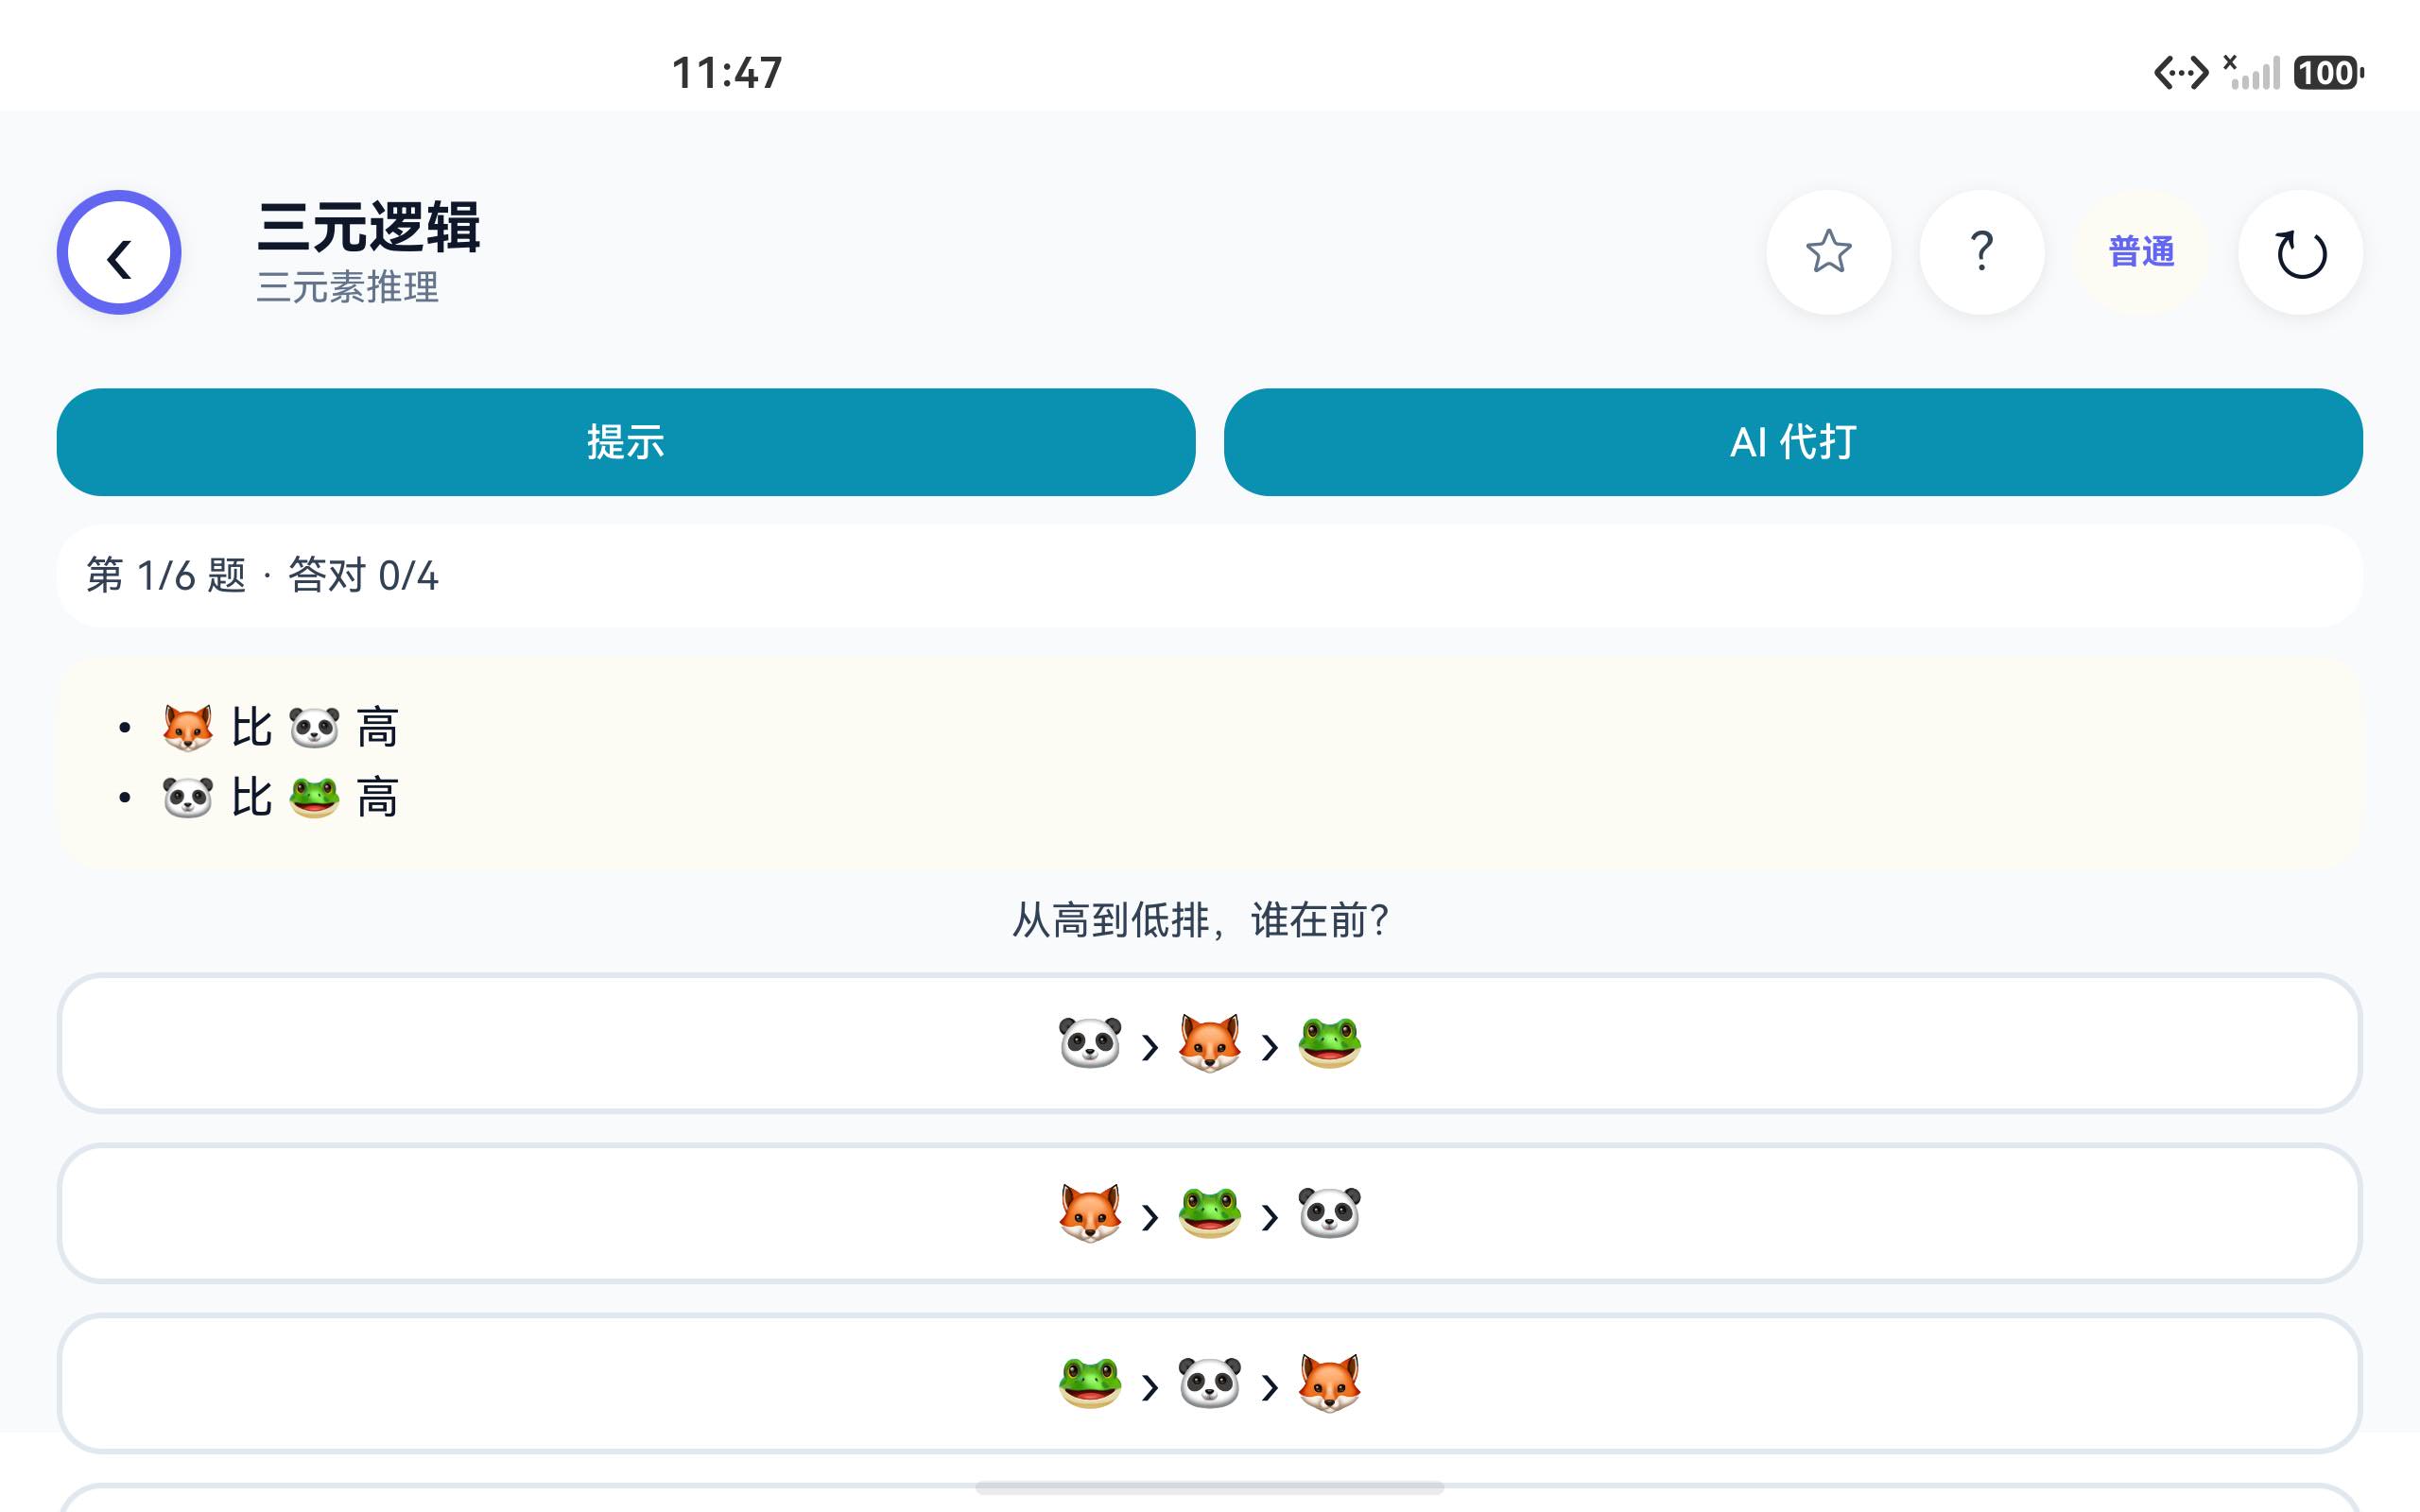 11:47
100
三元逻辑
三元素推理
?
普通
提示
AI 代打
第 1/6 题 · 答对 0/4
• 🦊 比 🐼 高
• 🐼 比 🐸 高
从高到低排，谁在前？
🐼 › 🦊 › 🐸
🦊 › 🐸 › 🐼
🐸 › 🐼 › 🦊